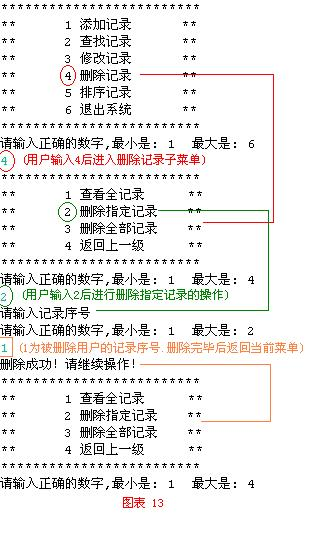 **************************
** 1 添加记录 **
** 2 查找记录 **
** 3 修改记录 **
** 4 删除记录 **
** 5 排序记录 **
** 6 退出系统 **
**************************
请输入正确的数字,最小是: 1 最大是: 6
4 (用户输入4后进入删除记录子菜单)
**************************
** 1 查看全记录 **
** 2 删除指定记录 **
** 3 删除全部记录 **
** 4 返回上一级 **
**************************
请输入正确的数字,最小是: 1 最大是: 4
2 (用户输入2后进行删除指定记录的操作)
请输入记录序号
请输入正确的数字,最小是: 1 最大是: 2
1 (1为被删除用户的记录序号.删除完毕后返回当前菜单)
删除成功! 请继续操作!
**************************
** 1 查看全记录 **
** 2 删除指定记录 **
** 3 删除全部记录 **
** 4 返回上一级 **
**************************
请输入正确的数字,最小是: 1 最大是: 4
图表 13